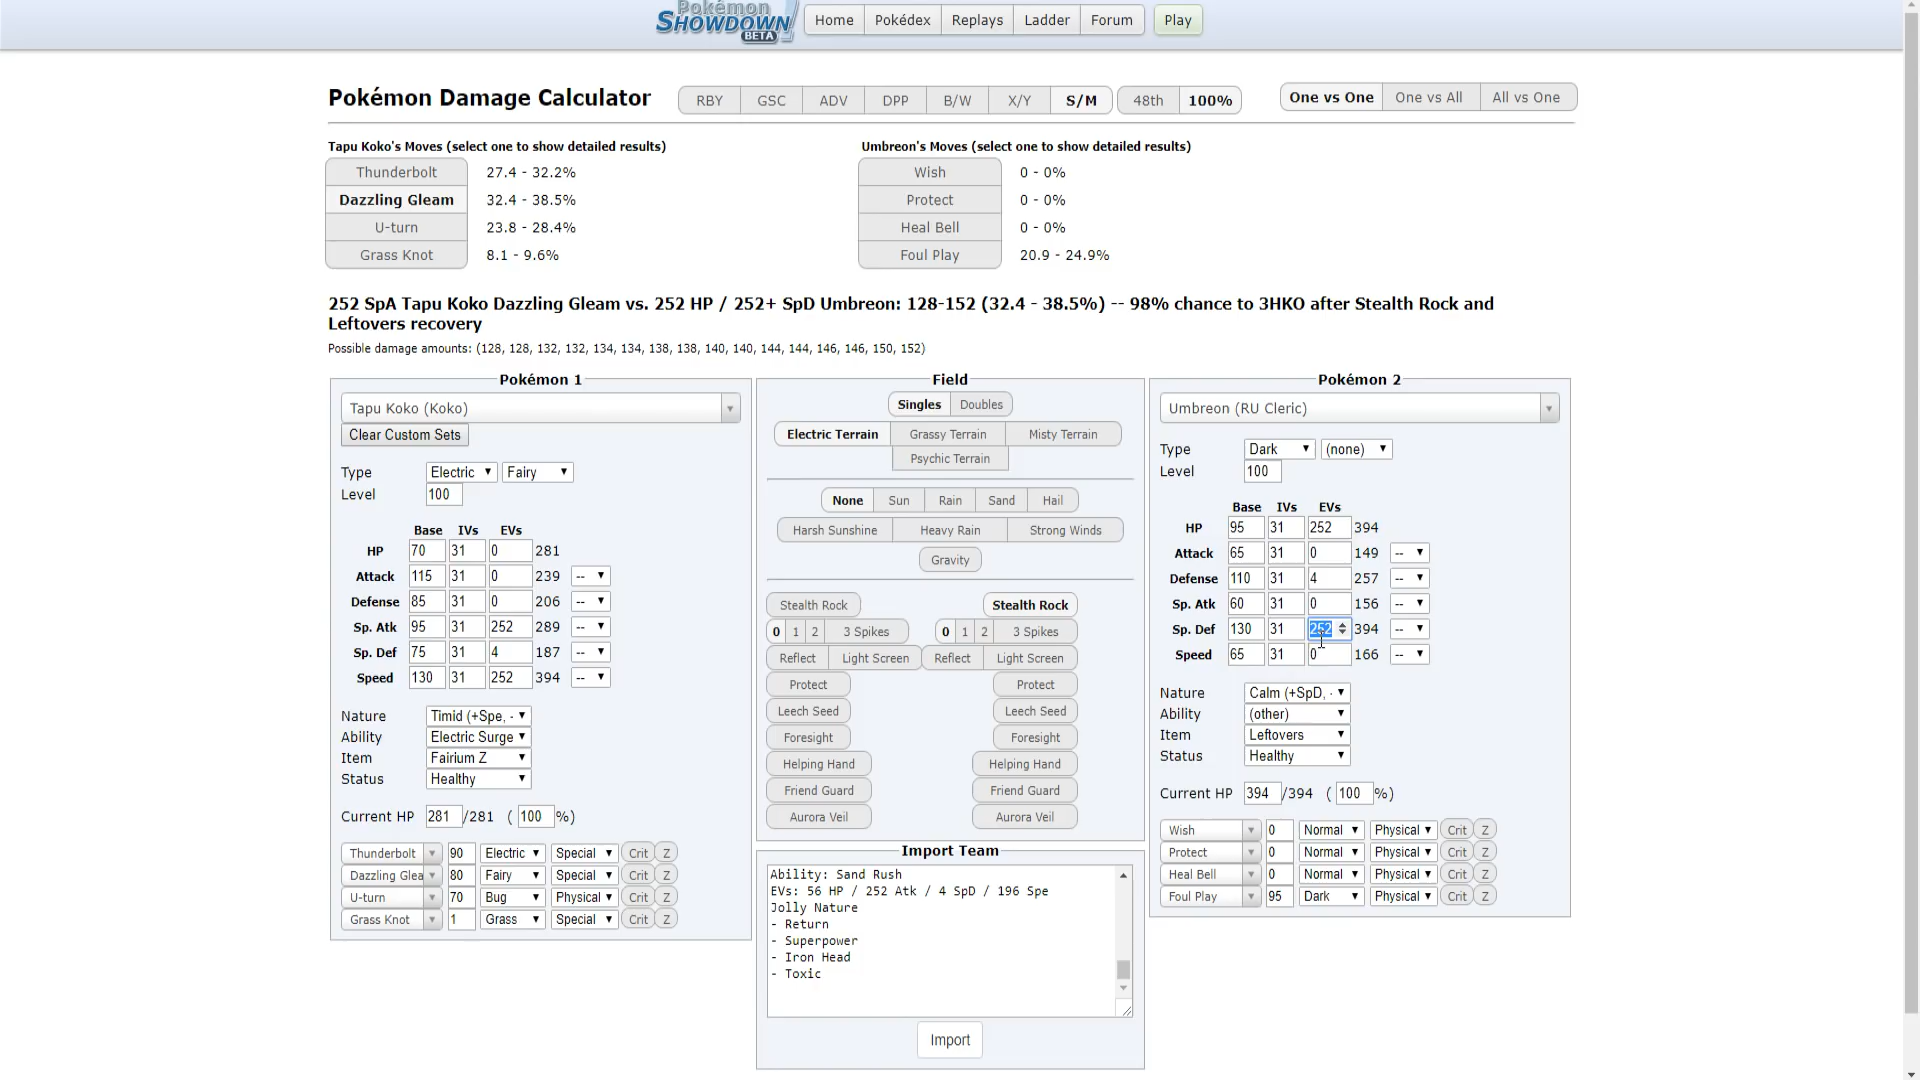 Pokémon
SHOWDOWN
BETA
Home Pokédex Replays Ladder Forum Play
Pokémon Damage Calculator RBY GSC ADV DPP B/W X/Y S/M 48th 100% One vs One One vs All All vs One
Tapu Koko's Moves (select one to show detailed results) Umbreon's Moves (select one to show detailed results)
Thunderbolt 27.4 - 32.2% Wish 0 - 0%
Dazzling Gleam 32.4 - 38.5% Protect 0 - 0%
U-turn 23.8 - 28.4% Heal Bell 0 - 0%
Grass Knot 8.1 - 9.6% Foul Play 20.9 - 24.9%
252 SpA Tapu Koko Dazzling Gleam vs. 252 HP / 252+ SpD Umbreon: 128-152 (32.4 - 38.5%) -- 98% chance to 3HKO after Stealth Rock and
Leftovers recovery
Possible damage amounts: (128, 128, 132, 132, 134, 134, 138, 138, 140, 140, 144, 144, 146, 146, 150, 152)
Pokémon 1
Tapu Koko (Koko)
Clear Custom Sets
Type Electric Fairy
Level 100
Base IVs EVs
HP 70 31 0 281
Attack 115 31 0 239 --
Defense 85 31 0 206 --
Sp. Atk 95 31 252 289 --
Sp. Def 75 31 4 187 --
Speed 130 31 252 394 --
Nature Timid (+Spe, -
Ability Electric Surge
Item Fairium Z
Status Healthy
Current HP 281 /281 ( 100 %)
Thunderbolt 90 Electric Special Crit Z
Dazzling Glea 80 Fairy Special Crit Z
U-turn 70 Bug Physical Crit Z
Grass Knot 1 Grass Special Crit Z
Field
Singles Doubles
Electric Terrain Grassy Terrain Misty Terrain
Psychic Terrain
None Sun Rain Sand Hail
Harsh Sunshine Heavy Rain Strong Winds
Gravity
Stealth Rock Stealth Rock
0 1 2 3 Spikes 0 1 2 3 Spikes
Reflect Light Screen Reflect Light Screen
Protect Protect
Leech Seed Leech Seed
Foresight Foresight
Helping Hand Helping Hand
Friend Guard Friend Guard
Aurora Veil Aurora Veil
Import Team
Ability: Sand Rush
EVs: 56 HP / 252 Atk / 4 SpD / 196 Spe
Jolly Nature
- Return
- Superpower
- Iron Head
- Toxic
Import
Pokémon 2
Umbreon (RU Cleric)
Type Dark (none)
Level 100
Base IVs EVs
HP 95 31 252 394
Attack 65 31 0 149 --
Defense 110 31 4 257 --
Sp. Atk 60 31 0 156 --
Sp. Def 130 31 252 394 --
Speed 65 31 0 166 --
Nature Calm (+SpD, -
Ability (other)
Item Leftovers
Status Healthy
Current HP 394 /394 ( 100 %)
Wish 0 Normal Physical Crit Z
Protect 0 Normal Physical Crit Z
Heal Bell 0 Normal Physical Crit Z
Foul Play 95 Dark Physical Crit Z